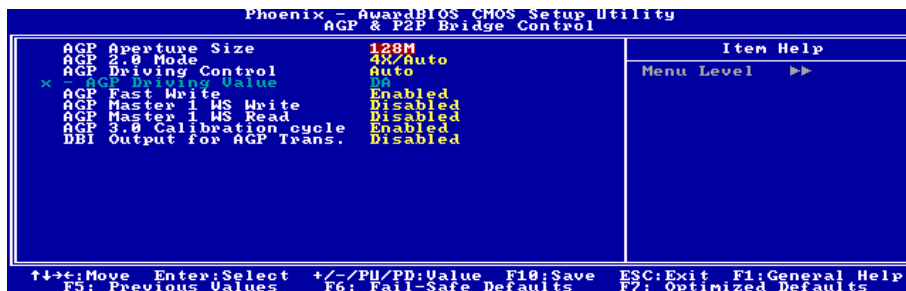 Phoenix - AwardBIOS CMOS Setup Utility
AGP & P2P Bridge Control
AGP Aperture Size 128M
AGP 2.0 Mode 4X/Auto
AGP Driving Control Auto
x - AGP Driving Value DA
AGP Fast Write Enabled
AGP Master 1 WS Write Disabled
AGP Master 1 WS Read Disabled
AGP 3.0 Calibration cycle Enabled
DBI Output for AGP Trans. Disabled
Item Help
Menu Level ►►
↑↓→←:Move Enter:Select +/-/PU/PD:Value F10:Save ESC:Exit F1:General Help
F5: Previous Values F6: Fail-Safe Defaults F7: Optimized Defaults